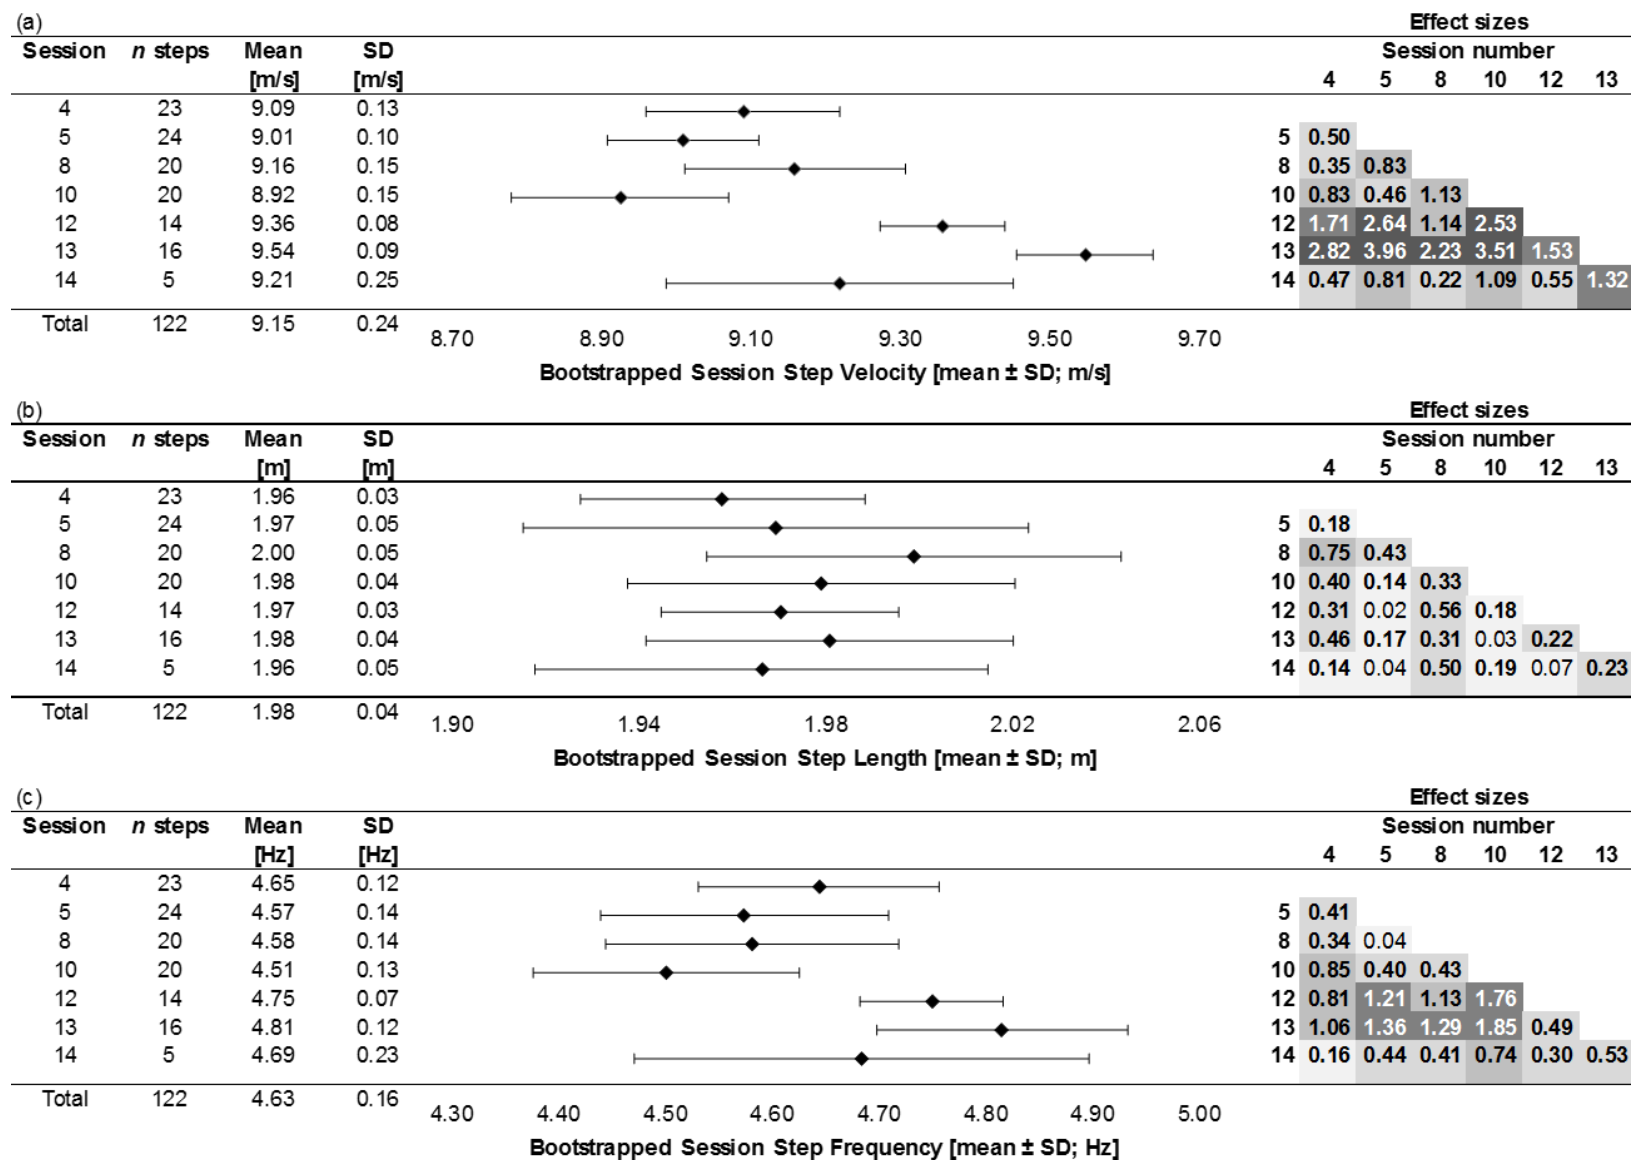 (a) Effect sizes
Session n steps Mean SD Session number
[m/s] [m/s] 4 5 8 10 12 13
4 23 9.09 0.13
5 24 9.01 0.10 5 0.50
8 20 9.16 0.15 8 0.35 0.83
10 20 8.92 0.15 10 0.83 0.46 1.13
12 14 9.36 0.08 12 1.71 2.64 1.14 2.53
13 16 9.54 0.09 13 2.82 3.96 2.23 3.51 1.53
14 5 9.21 0.25 14 0.47 0.81 0.22 1.09 0.55 1.32
Total 122 9.15 0.24
8.70 8.90 9.10 9.30 9.50 9.70
Bootstrapped Session Step Velocity [mean ± SD; m/s]
(b) Effect sizes
Session n steps Mean SD Session number
[m] [m] 4 5 8 10 12 13
4 23 1.96 0.03
5 24 1.97 0.05 5 0.18
8 20 2.00 0.05 8 0.75 0.43
10 20 1.98 0.04 10 0.40 0.14 0.33
12 14 1.97 0.03 12 0.31 0.02 0.56 0.18
13 16 1.98 0.04 13 0.46 0.17 0.31 0.03 0.22
14 5 1.96 0.05 14 0.14 0.04 0.50 0.19 0.07 0.23
Total 122 1.98 0.04
1.90 1.94 1.98 2.02 2.06
Bootstrapped Session Step Length [mean ± SD; m]
(c) Effect sizes
Session n steps Mean SD Session number
[Hz] [Hz] 4 5 8 10 12 13
4 23 4.65 0.12
5 24 4.57 0.14 5 0.41
8 20 4.58 0.14 8 0.34 0.04
10 20 4.51 0.13 10 0.85 0.40 0.43
12 14 4.75 0.07 12 0.81 1.21 1.13 1.76
13 16 4.81 0.12 13 1.06 1.36 1.29 1.85 0.49
14 5 4.69 0.23 14 0.16 0.44 0.41 0.74 0.30 0.53
Total 122 4.63 0.16
4.30 4.40 4.50 4.60 4.70 4.80 4.90 5.00
Bootstrapped Session Step Frequency [mean ± SD; Hz]